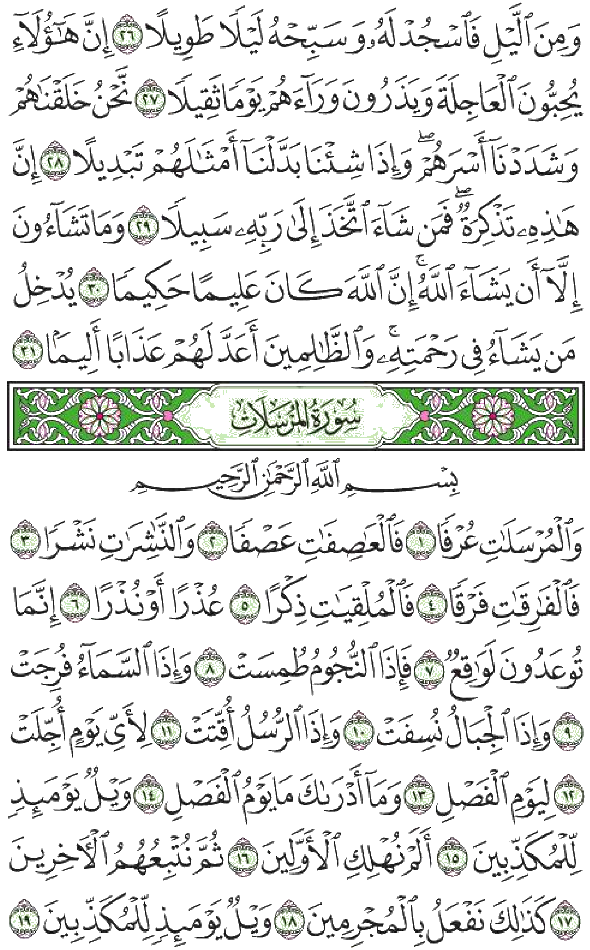 وَمِنَ ٱلَّيْلِ فَٱسْجُدْ لَهُۥ وَسَبِّحْهُ لَيْلًا طَوِيلًا ٢٦ إِنَّ هَٰٓؤُلَآءِ
يُحِبُّونَ ٱلْعَاجِلَةَ وَيَذَرُونَ وَرَآءَهُمْ يَوْمًا ثَقِيلًا ٢٧ نَّحْنُ خَلَقْنَٰهُمْ
وَشَدَدْنَآ أَسْرَهُمْ ۖ وَإِذَا شِئْنَا بَدَّلْنَآ أَمْثَٰلَهُمْ تَبْدِيلًا ٢٨ إِنَّ
هَٰذِهِۦ تَذْكِرَةٌ ۖ فَمَن شَآءَ ٱتَّخَذَ إِلَىٰ رَبِّهِۦ سَبِيلًا ٢٩ وَمَا تَشَآءُونَ
إِلَّآ أَن يَشَآءَ ٱللَّهُ ۚ إِنَّ ٱللَّهَ كَانَ عَلِيمًا حَكِيمًا ٣٠ يُدْخِلُ
مَن يَشَآءُ فِى رَحْمَتِهِۦ ۚ وَٱلظَّٰلِمِينَ أَعَدَّ لَهُمْ عَذَابًا أَلِيمًۢا ٣١
سُورَةُ المُرْسَلَاتِ
بِسْمِ ٱللَّهِ ٱلرَّحْمَٰنِ ٱلرَّحِيمِ
وَٱلْمُرْسَلَٰتِ عُرْفًا ١ فَٱلْعَٰصِفَٰتِ عَصْفًا ٢ وَٱلنَّٰشِرَٰتِ نَشْرًا ٣
فَٱلْفَٰرِقَٰتِ فَرْقًا ٤ فَٱلْمُلْقِيَٰتِ ذِكْرًا ٥ عُذْرًا أَوْ نُذْرًا ٦ إِنَّمَا
تُوعَدُونَ لَوَٰقِعٌ ٧ فَإِذَا ٱلنُّجُومُ طُمِسَتْ ٨ وَإِذَا ٱلسَّمَآءُ فُرِجَتْ
٩ وَإِذَا ٱلْجِبَالُ نُسِفَتْ ١٠ وَإِذَا ٱلرُّسُلُ أُقِّتَتْ ١١ لِأَىِّ يَوْمٍ أُجِّلَتْ
١٢ لِيَوْمِ ٱلْفَصْلِ ١٣ وَمَآ أَدْرَىٰكَ مَا يَوْمُ ٱلْفَصْلِ ١٤ وَيْلٌ يَوْمَئِذٍ
لِّلْمُكَذِّبِينَ ١٥ أَلَمْ نُهْلِكِ ٱلْأَوَّلِينَ ١٦ ثُمَّ نُتْبِعُهُمُ ٱلْءَاخِرِينَ
١٧ كَذَٰلِكَ نَفْعَلُ بِٱلْمُجْرِمِينَ ١٨ وَيْلٌ يَوْمَئِذٍ لِّلْمُكَذِّبِينَ ١٩